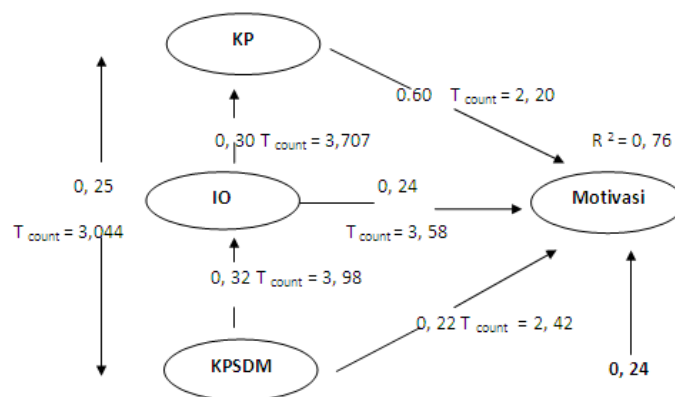 KP
0.60 T count = 2, 20
0, 30 T count = 3,707
R 2 = 0, 76
0, 25
T count = 3,044
IO
0, 24
T count = 3, 58
Motivasi
0, 32 T count = 3, 98
0, 22 T count = 2, 42
KPSDM
0, 24